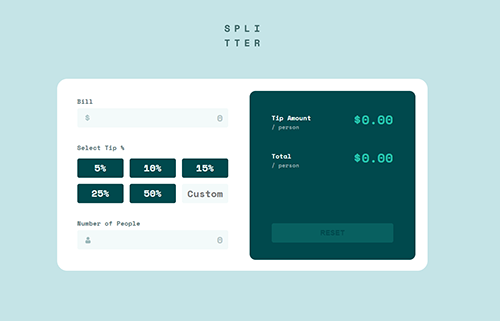 SPLI
TTER
Bill
$ 0
Select Tip %
5% 10% 15%
25% 50% Custom
Number of People
0
Tip Amount
/ person
$0.00
Total
/ person
$0.00
RESET